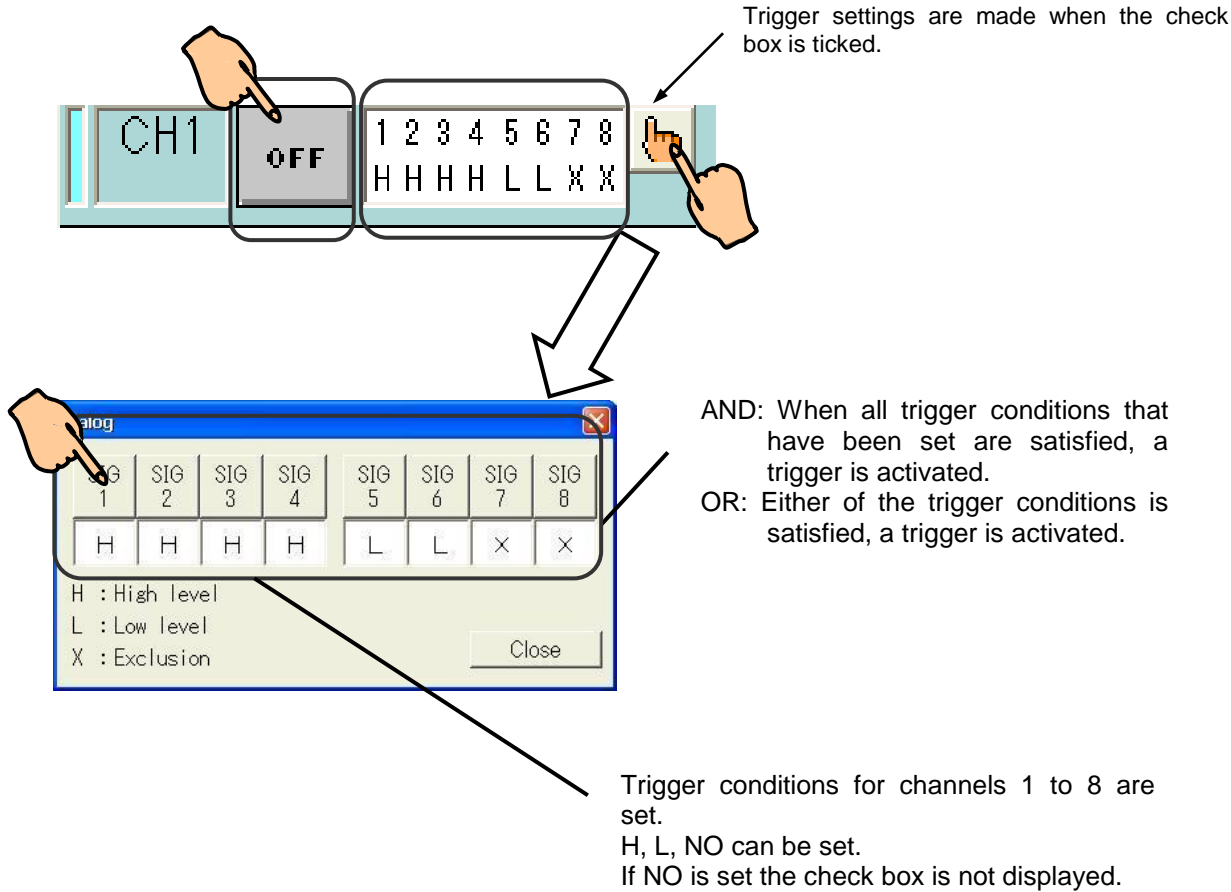 Trigger settings are made when the check
box is ticked.
CH1
OFF
1 2 3 4 5 6 7 8
H H H H L L X X
AND: When all trigger conditions that
have been set are satisfied, a
trigger is activated.
OR: Either of the trigger conditions is
satisfied, a trigger is activated.
SIG SIG SIG SIG SIG SIG SIG
1 2 3 4 5 6 7 8
H H H H L L X X
H : High level
L : Low level
X : Exclusion
Close
Trigger conditions for channels 1 to 8 are
set.
H, L, NO can be set.
If NO is set the check box is not displayed.